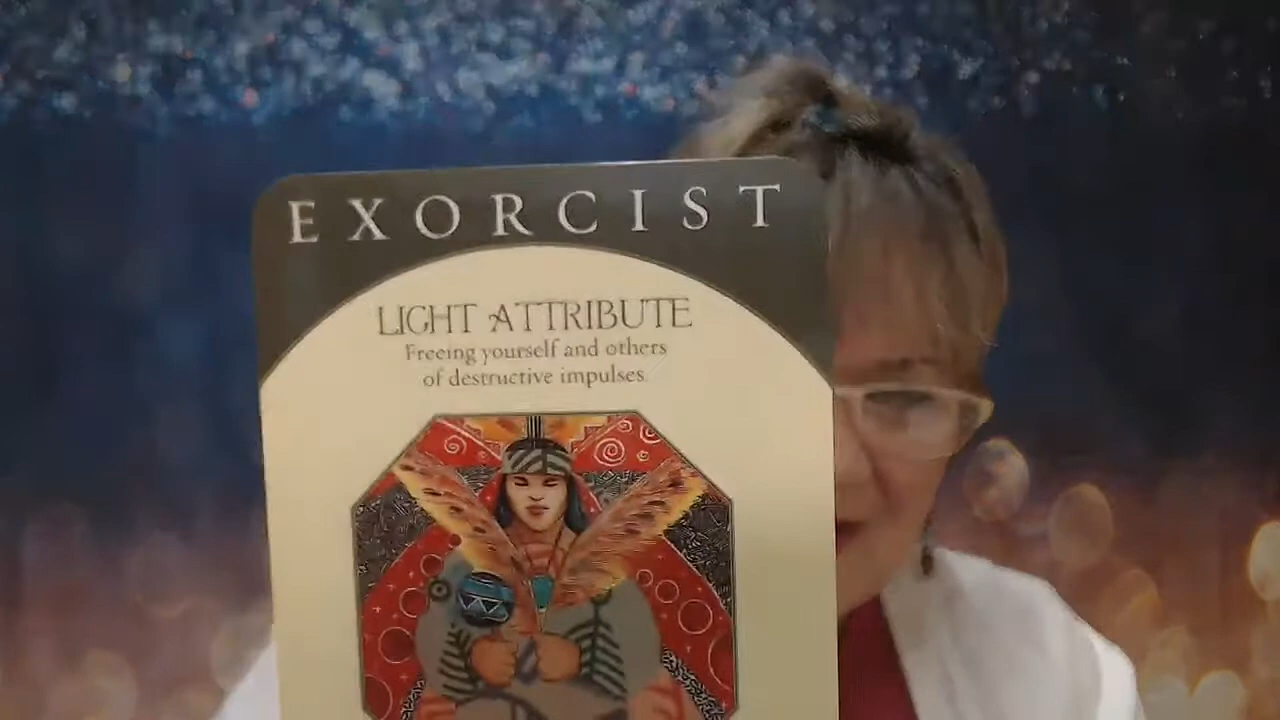 EXORCIST
LIGHT ATTRIBUTE
Freeing yourself and others
of destructive impulses.